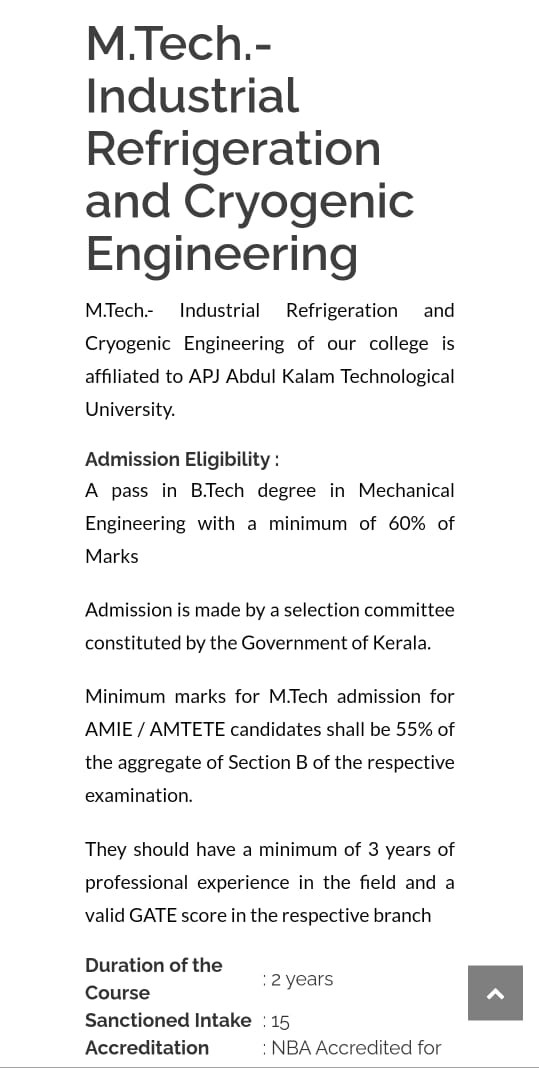 M.Tech.-
Industrial
Refrigeration
and Cryogenic
Engineering
M.Tech.- Industrial Refrigeration and
Cryogenic Engineering of our college is
affiliated to APJ Abdul Kalam Technological
University.
Admission Eligibility :
A pass in B.Tech degree in Mechanical
Engineering with a minimum of 60% of
Marks
Admission is made by a selection committee
constituted by the Government of Kerala.
Minimum marks for M.Tech admission for
AMIE / AMTETE candidates shall be 55% of
the aggregate of Section B of the respective
examination.
They should have a minimum of 3 years of
professional experience in the field and a
valid GATE score in the respective branch
Duration of the
Course : 2 years
Sanctioned Intake : 15
Accreditation : NBA Accredited for